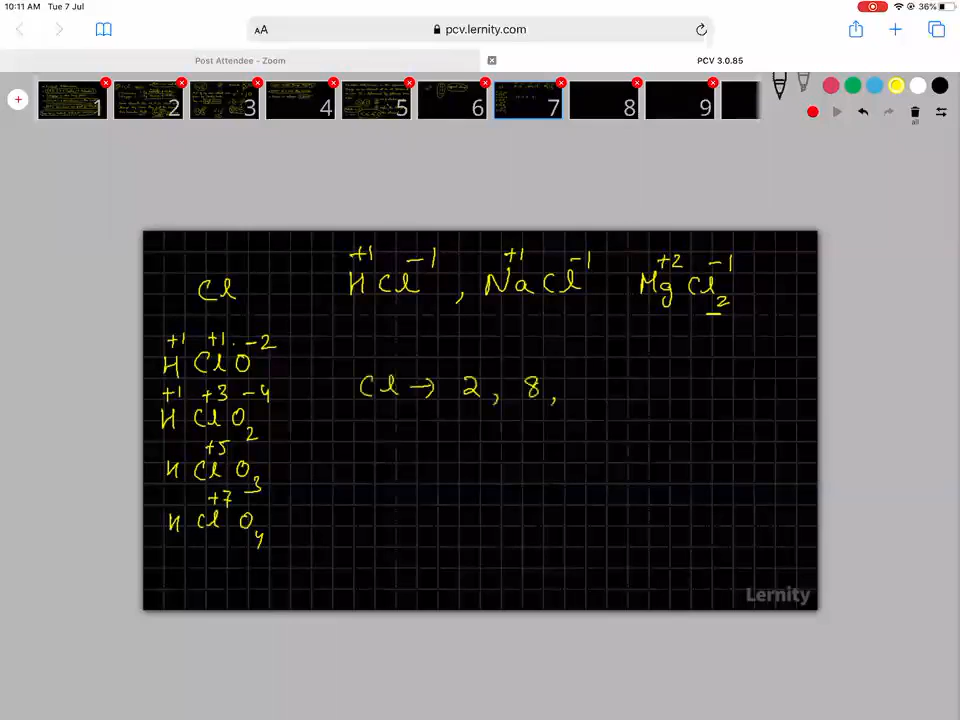 10:11 AM Tue 7 Jul
36%
AA
pcv.lernity.com
Post Attendee - Zoom
PCV 3.0.85
1 2 3 4 5 6 7 8 9
all
+1 -1 +1 -1 +2 -1
Cl HCl , NaCl MgCl2
+1 +1 -2
HClO
+1 +3 -4
HClO2
Cl → 2, 8,
+5
HClO3
+7
HClO4
Lernity